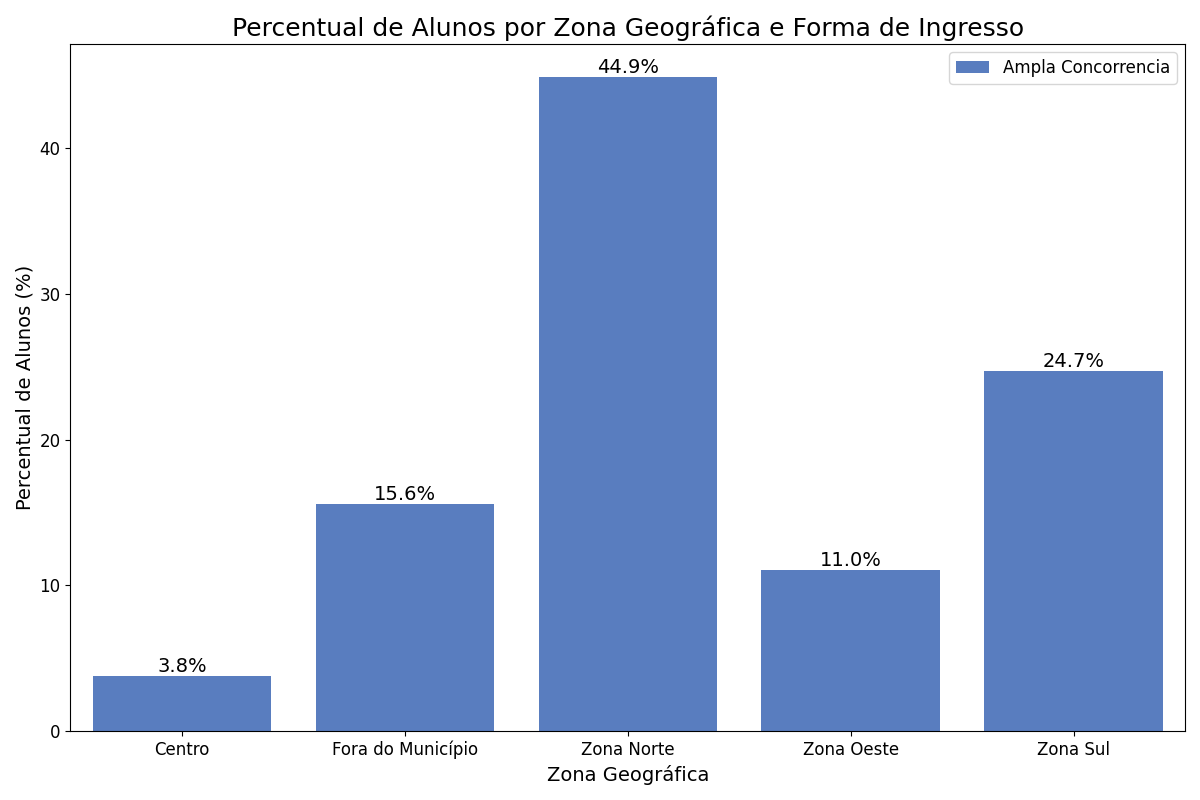 Percentual de Alunos por Zona Geográfica e Forma de Ingresso
Ampla Concorrencia
44.9%
24.7%
15.6%
11.0%
3.8%
Percentual de Alunos (%)
40
30
20
10
0
Centro
Fora do Município
Zona Norte
Zona Oeste
Zona Sul
Zona Geográfica